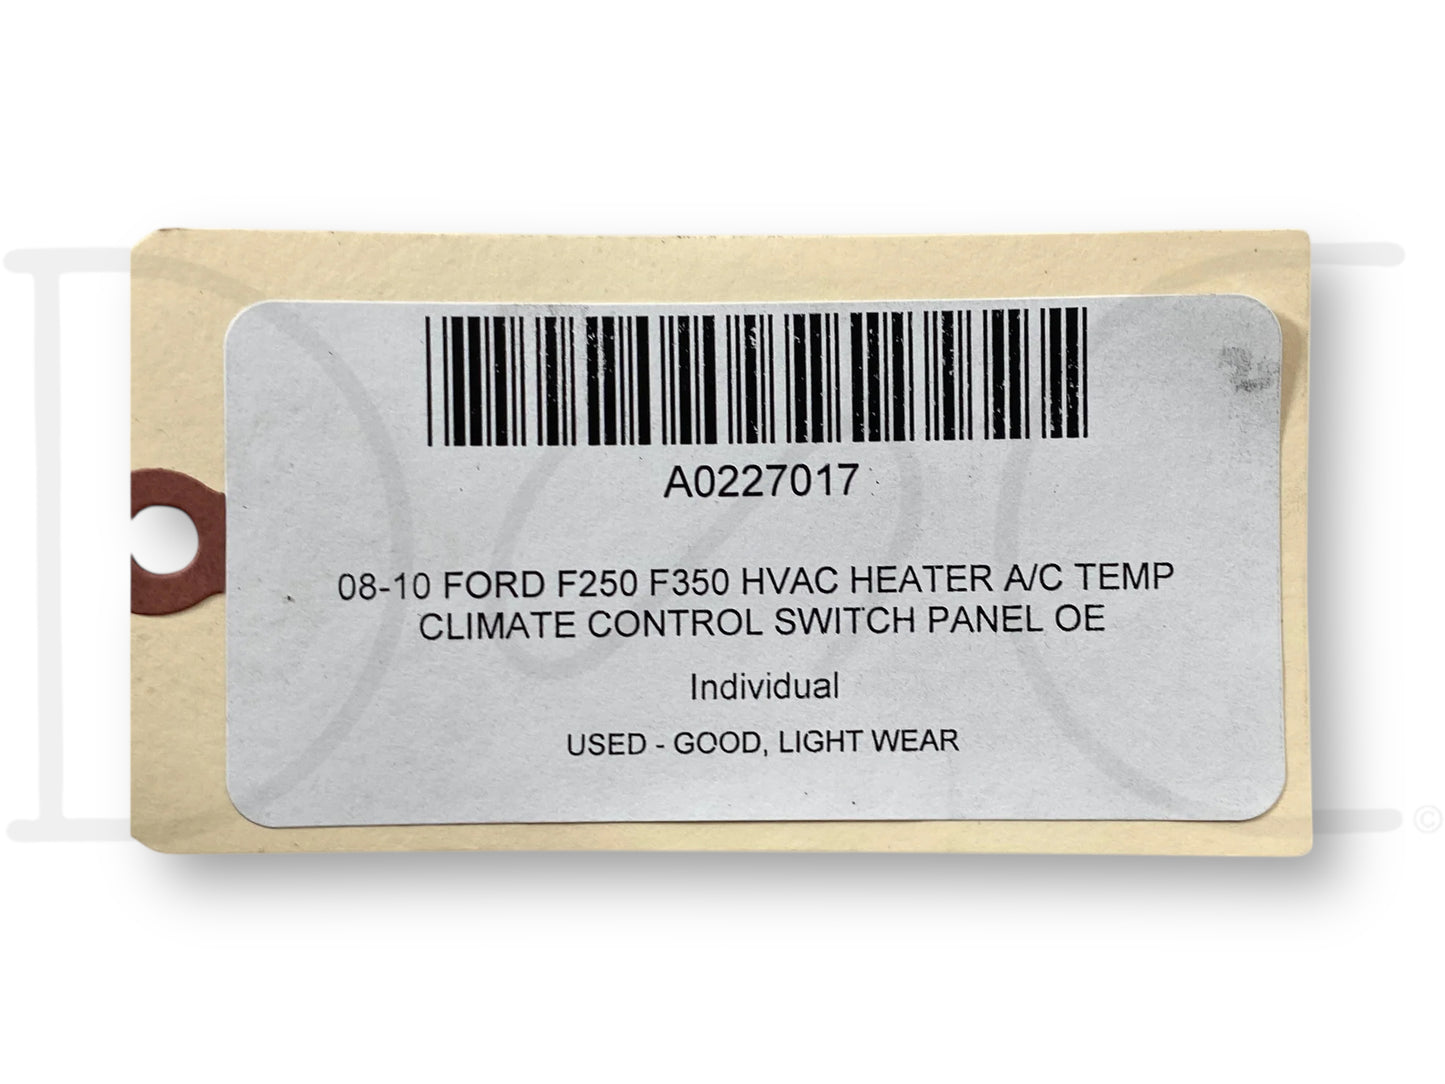 A0227017
08-10 FORD F250 F350 HVAC HEATER A/C TEMP
CLIMATE CONTROL SWITCH PANEL OE
Individual
USED - GOOD, LIGHT WEAR
©